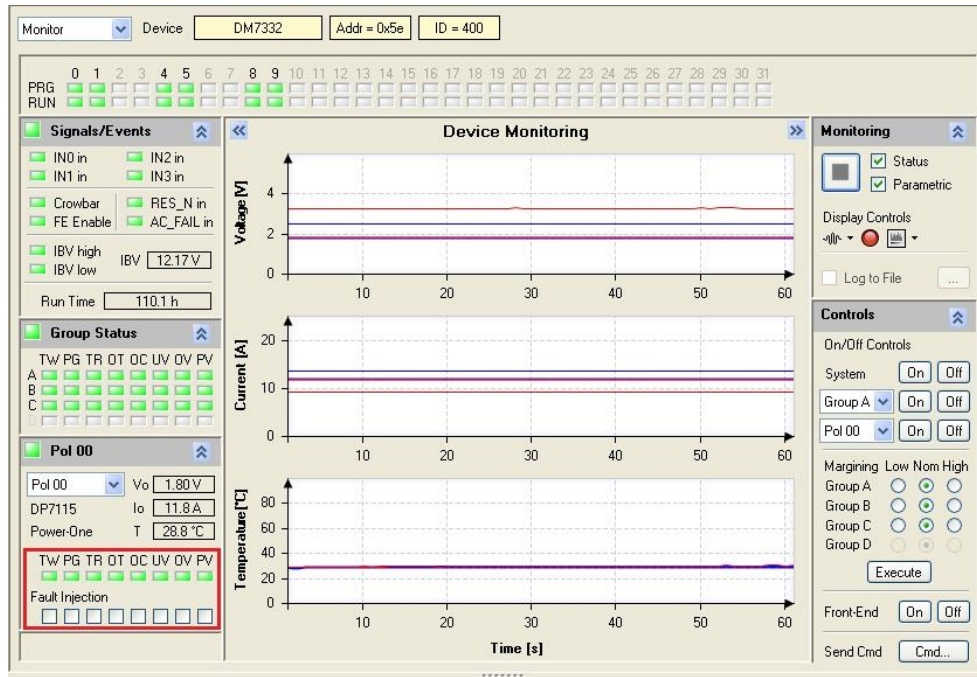 Monitor Device DM7332 Addr = 0x5e ID = 400
0 1 2 3 4 5 6 7 8 9 10 11 12 13 14 15 16 17 18 19 20 21 22 23 24 25 26 27 28 29 30 31
PRG
RUN
Signals/Events
IN0 in IN2 in
IN1 in IN3 in
Crowbar RES_N in
FE Enable AC_FAIL in
IBV high
IBV low
IBV 12.17 V
Run Time 110.1 h
Group Status
TW PG TR OT OC UV OV PV
A
B
C
D
Pol 00
Pol 00 Vo 1.80 V
DP7115 Io 11.8 A
Power-One T 28.8 °C
TW PG TR OT OC UV OV PV
Fault Injection
Device Monitoring
Voltage [V]
4
2
0
10 20 30 40 50 60
Current [A]
20
10
0
10 20 30 40 50 60
Temperature [°C]
80
60
40
20
0
10 20 30 40 50 60
Time [s]
Monitoring
Status
Parametric
Display Controls
Log to File ...
Controls
On/Off Controls
System On Off
Group A On Off
Pol 00 On Off
Margining Low Nom High
Group A
Group B
Group C
Group D
Execute
Front-End On Off
Send Cmd Cmd...